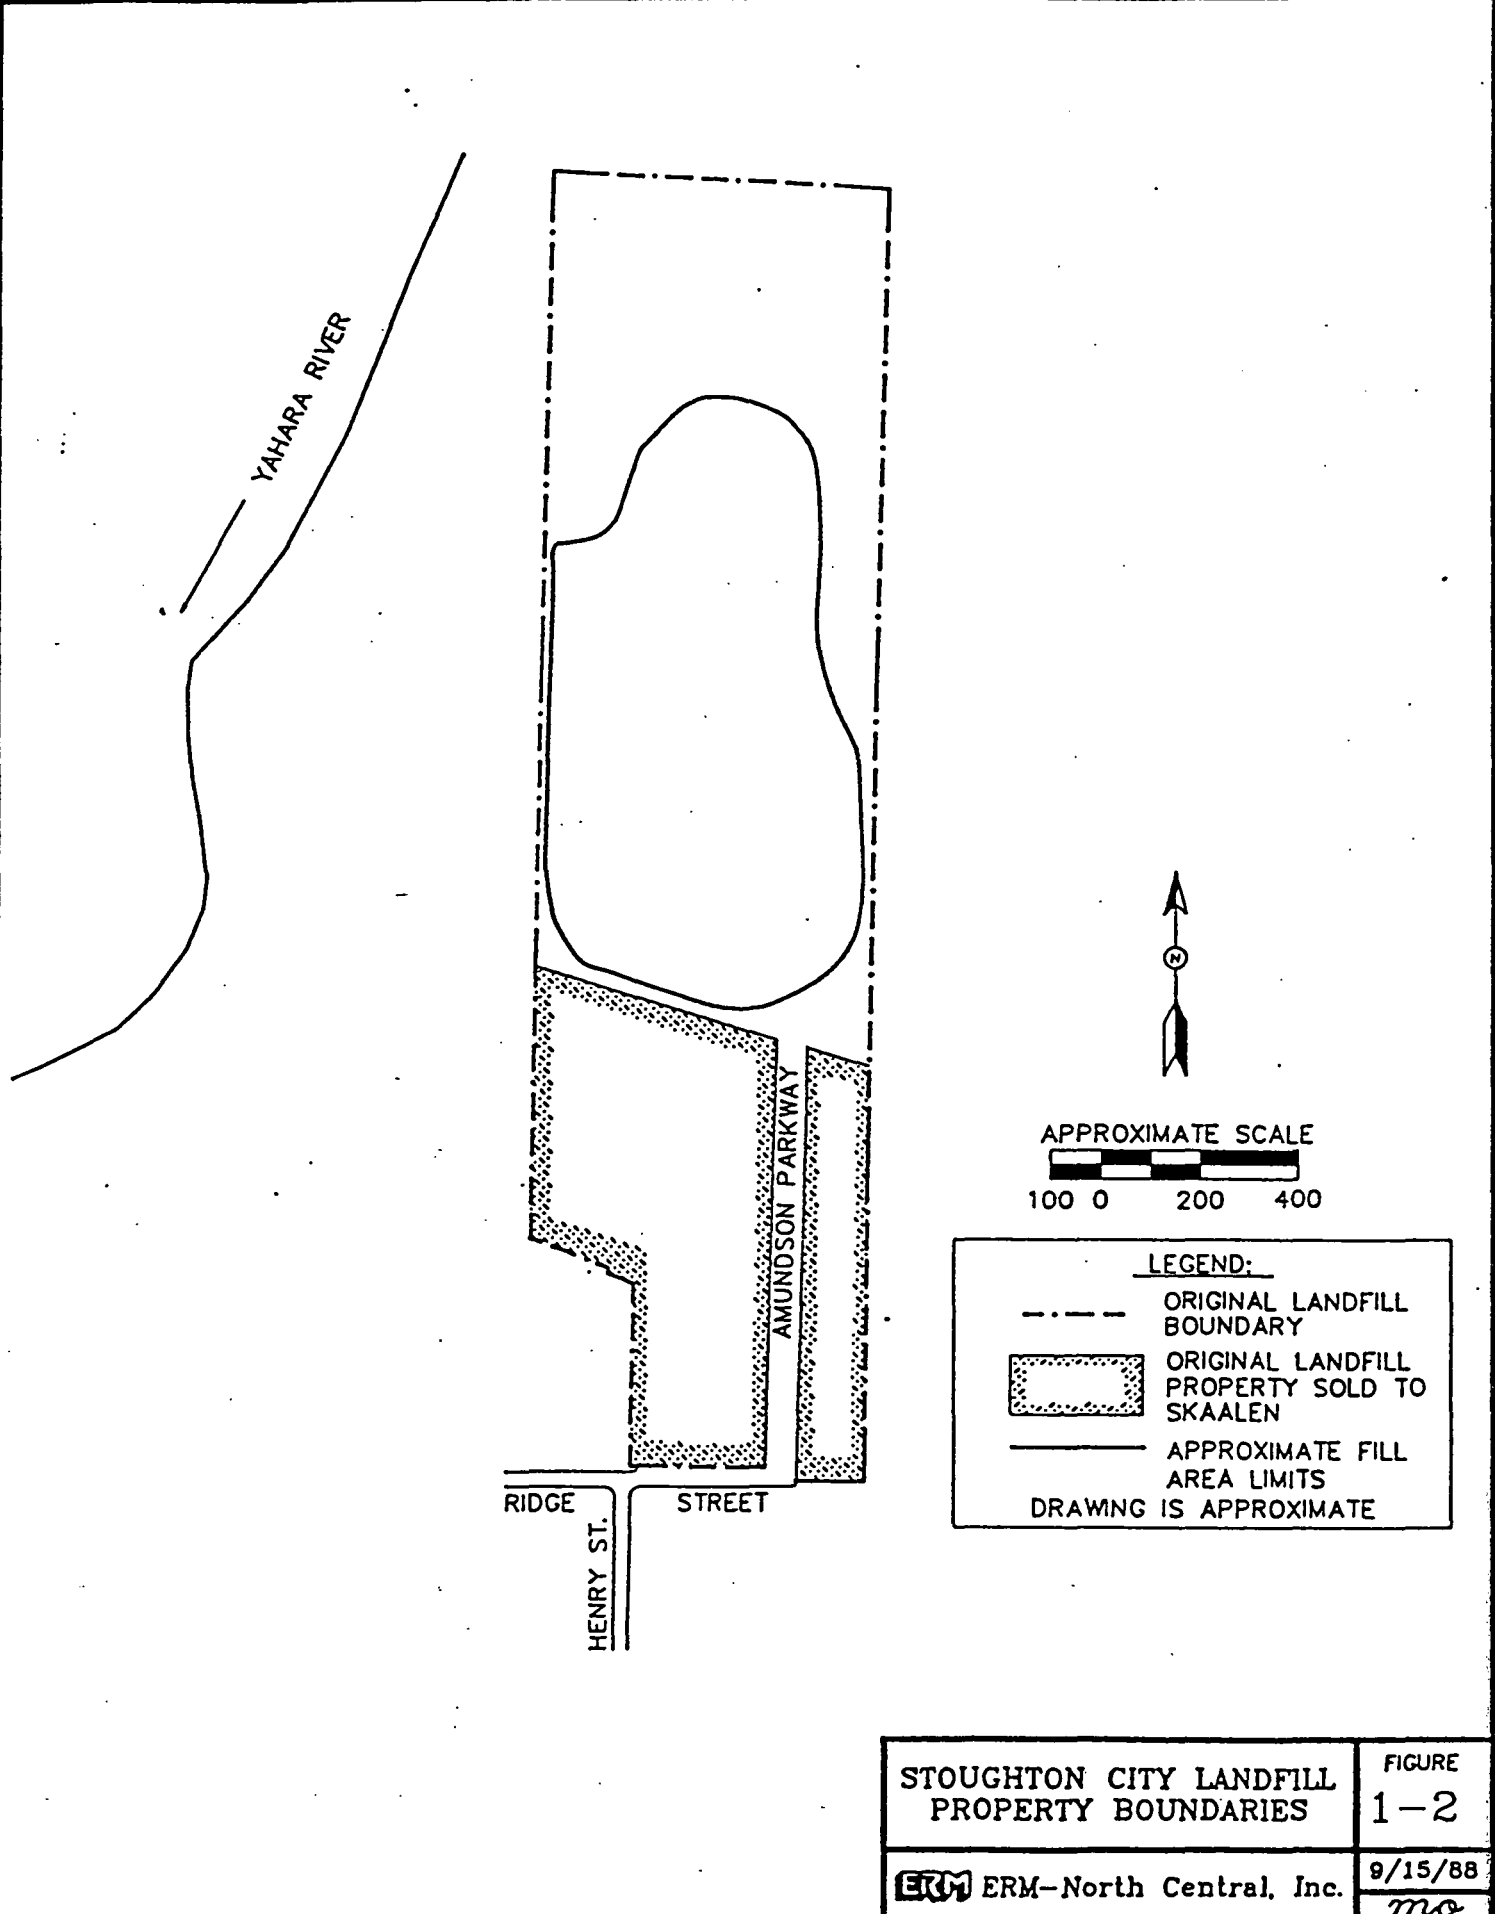 YAHARA RIVER
AMUNDSON PARKWAY
N
APPROXIMATE SCALE
100 0 200 400
LEGEND:
ORIGINAL LANDFILL
BOUNDARY
ORIGINAL LANDFILL
PROPERTY SOLD TO
SKAALEN
APPROXIMATE FILL
AREA LIMITS
DRAWING IS APPROXIMATE
RIDGE STREET
HENRY ST.
STOUGHTON CITY LANDFILL
PROPERTY BOUNDARIES
FIGURE
1-2
ERM ERM-North Central, Inc.
9/15/88